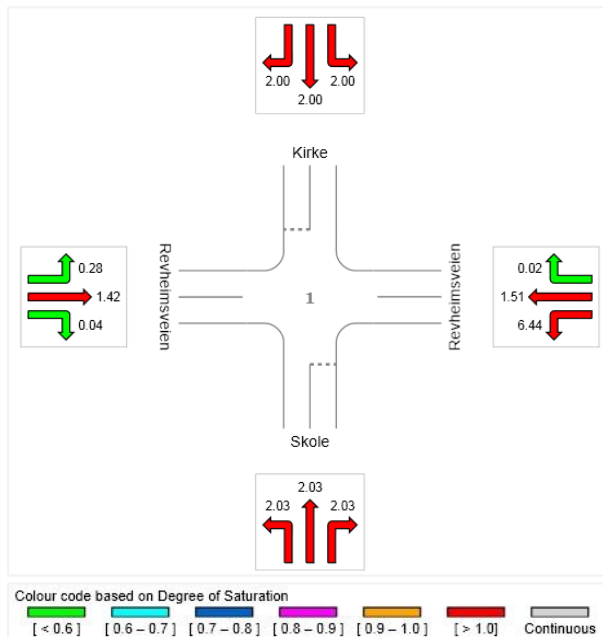 2.00 2.00
2.00
Kirke
Revheimsveien
0.28
1.42
0.04
1
Revheimsveien
0.02
1.51
6.44
Skole
2.03
2.03 2.03
Colour code based on Degree of Saturation
[ < 0.6 ] [ 0.6 – 0.7 ] [ 0.7 – 0.8 ] [ 0.8 – 0.9 ] [ 0.9 – 1.0 ] [ > 1.0 ] Continuous